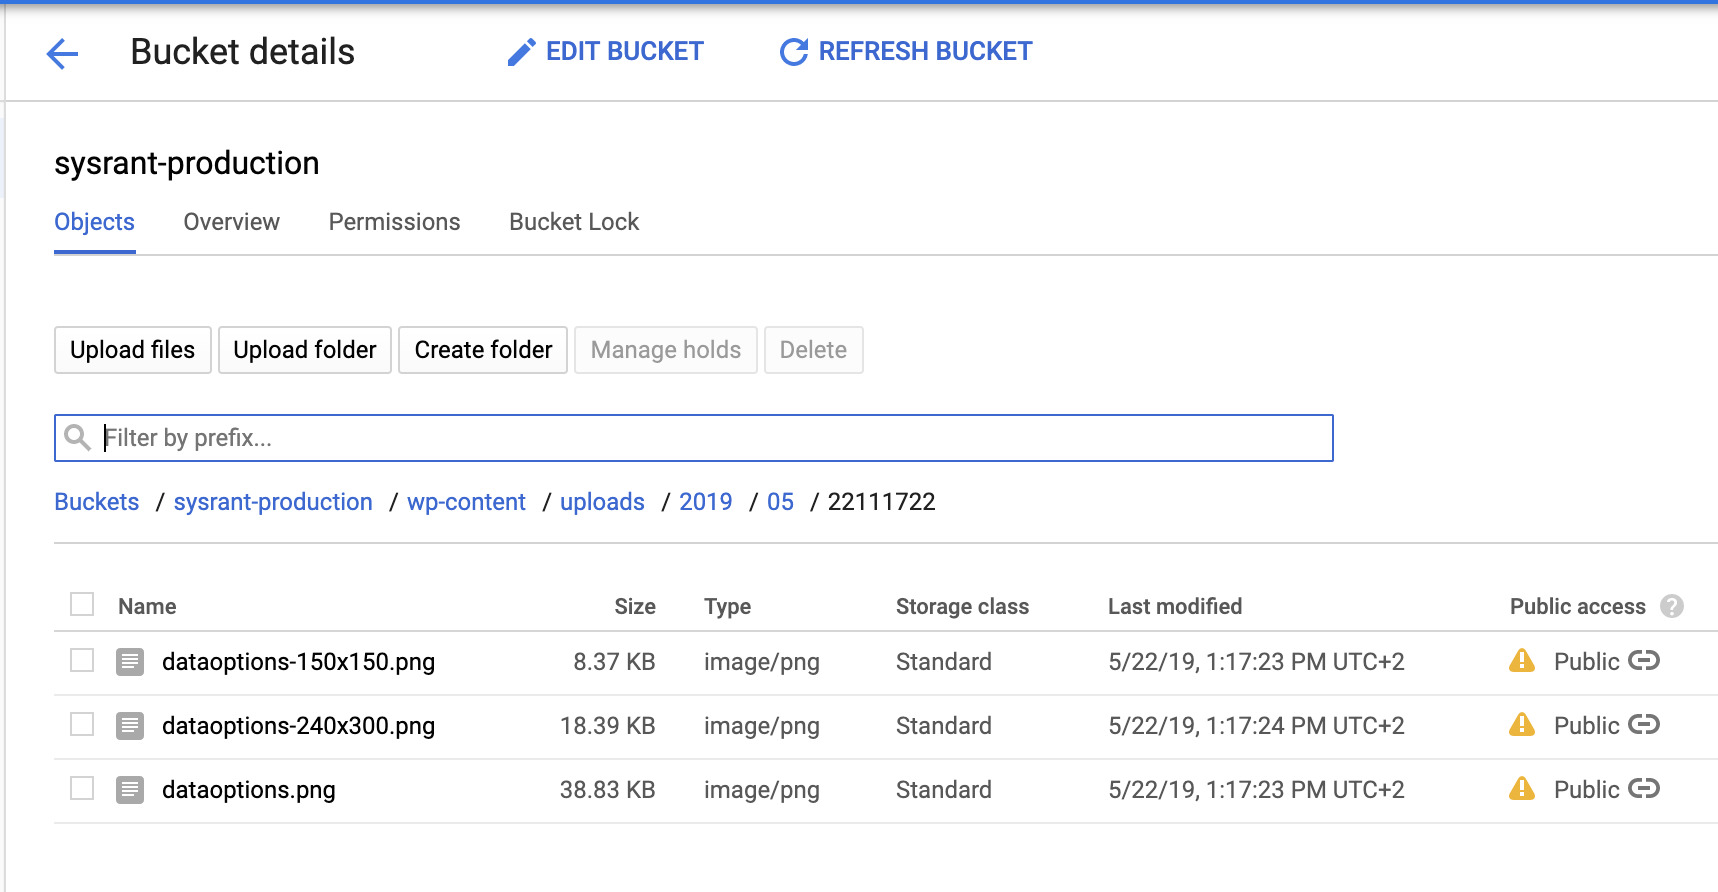 Bucket details EDIT BUCKET REFRESH BUCKET
sysrant-production
Objects Overview Permissions Bucket Lock
Upload files Upload folder Create folder Manage holds Delete
Filter by prefix...
Buckets / sysrant-production / wp-content / uploads / 2019 / 05 / 22111722
Name Size Type Storage class Last modified Public access ?
dataoptions-150x150.png 8.37 KB image/png Standard 5/22/19, 1:17:23 PM UTC+2 Public
dataoptions-240x300.png 18.39 KB image/png Standard 5/22/19, 1:17:24 PM UTC+2 Public
dataoptions.png 38.83 KB image/png Standard 5/22/19, 1:17:23 PM UTC+2 Public